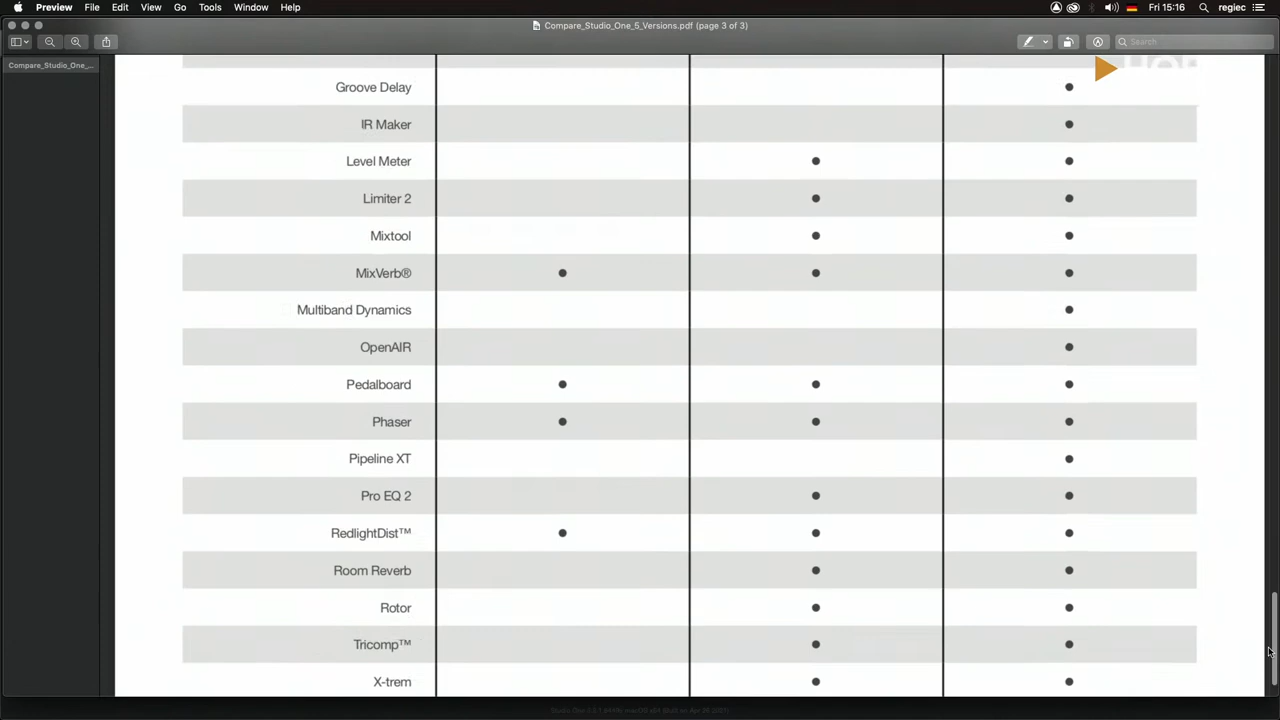 Preview File Edit View Go Tools Window Help Fri 15:16 regiec
Compare_Studio_One_5_Versions.pdf (page 3 of 3)
Search
Compare_Studio_One_...
Groove Delay
IR Maker
Level Meter
Limiter 2
Mixtool
MixVerb®
Multiband Dynamics
OpenAIR
Pedalboard
Phaser
Pipeline XT
Pro EQ 2
RedlightDist™
Room Reverb
Rotor
Tricomp™
X-trem